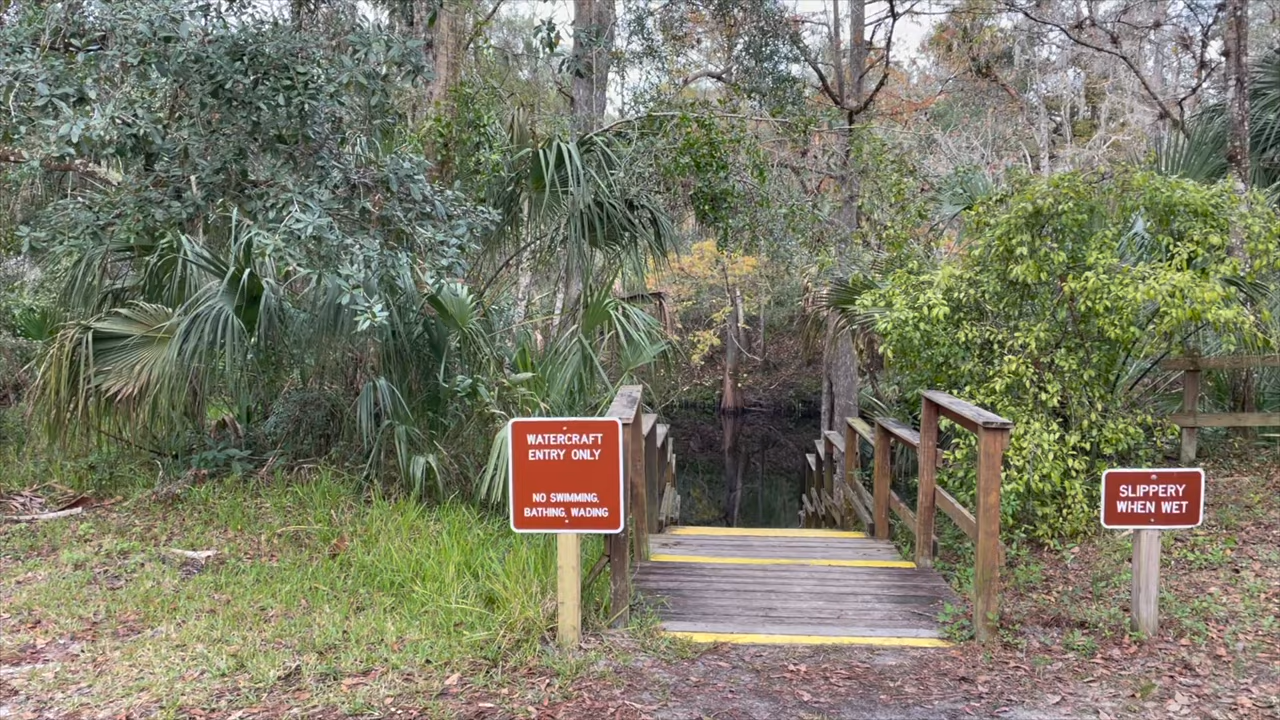 WATERCRAFT
ENTRY ONLY
NO SWIMMING,
BATHING, WADING
SLIPPERY
WHEN WET